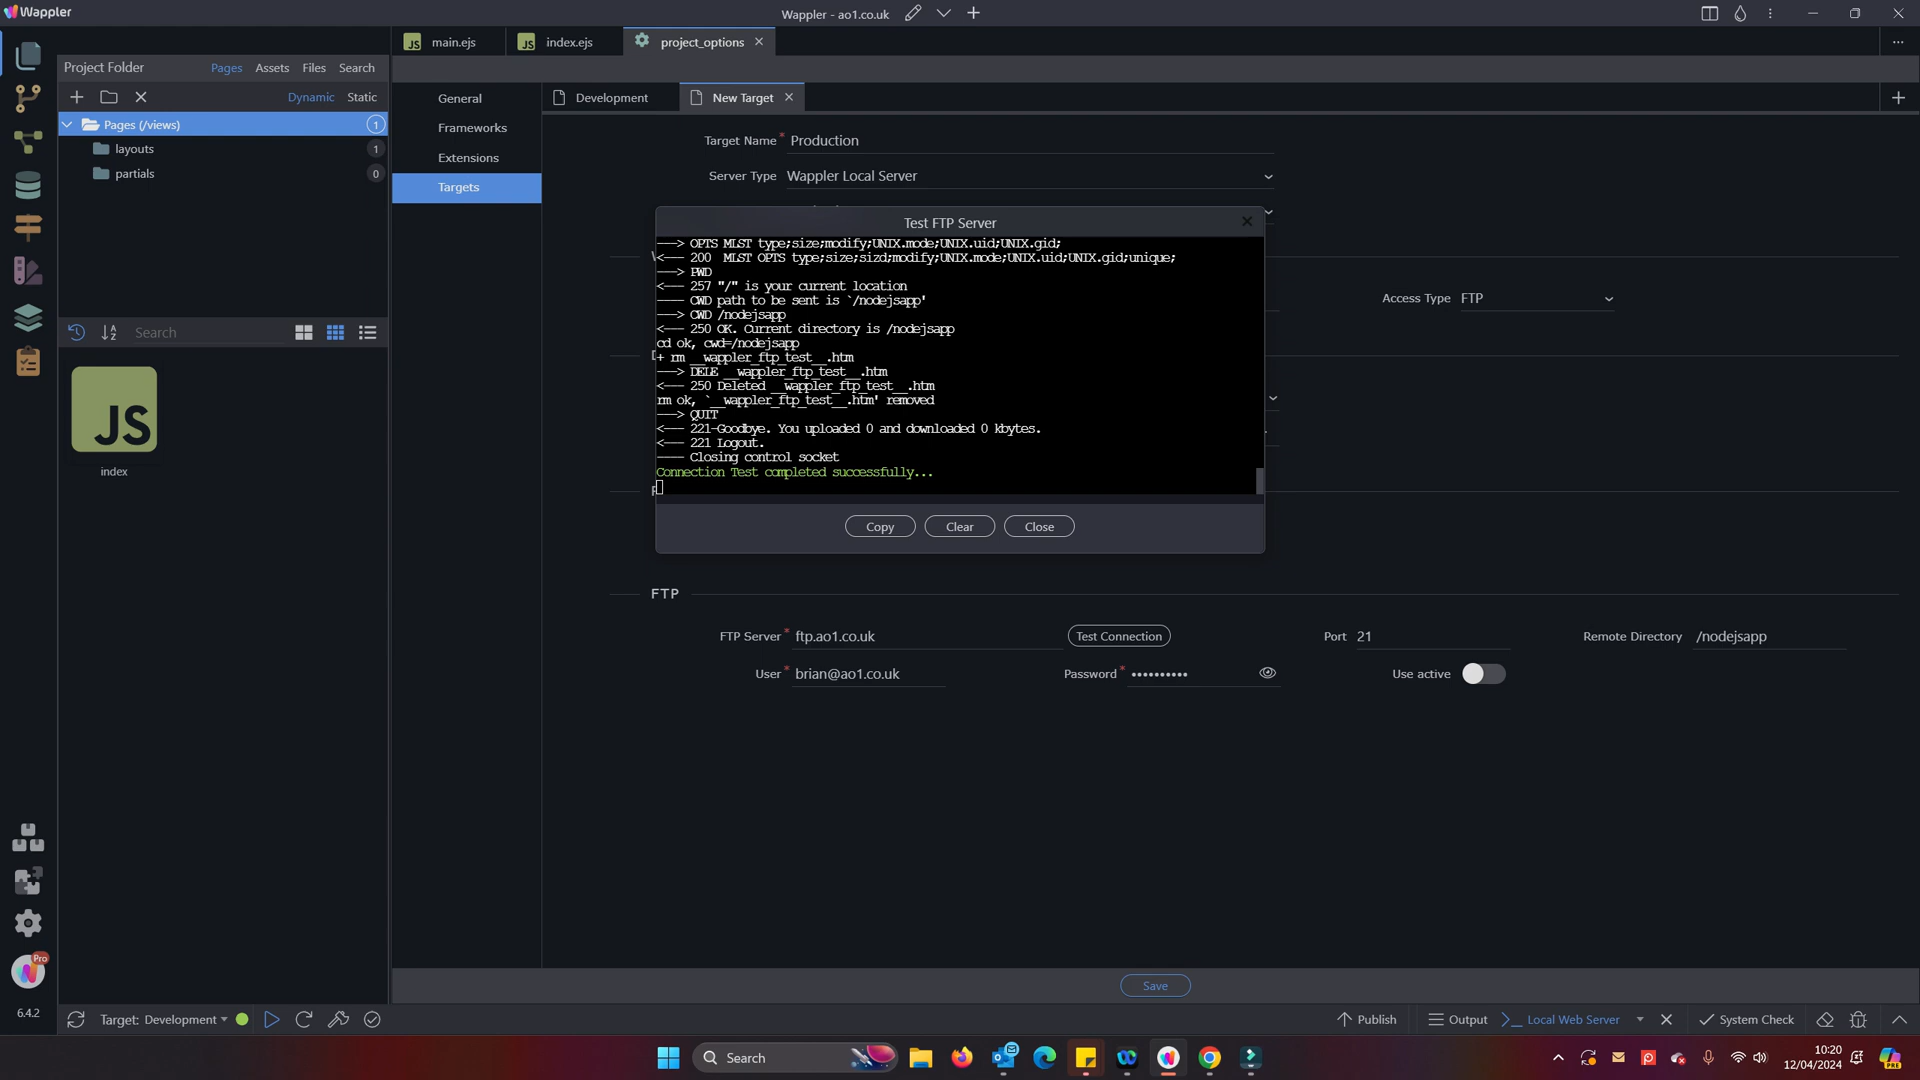 Wappler
Wappler - ao1.co.uk
main.ejs
index.ejs
project_options
Project Folder
Pages
Assets
Files
Search
Dynamic
Static
Pages (/views)
1
layouts
1
partials
0
Search
JS
index
General
Frameworks
Extensions
Targets
Development
New Target
Target Name * Production
Server Type Wappler Local Server
Access Type FTP
Test FTP Server
---> OPTS MLST type;size;modify;UNIX.mode;UNIX.uid;UNIX.gid;
<--- 200  MLST OPTS type;size;sizd;modify;UNIX.mode;UNIX.uid;UNIX.gid;unique;
---> PWD
<--- 257 "/" is your current location
---- CWD path to be sent is `/nodejsapp'
---> CWD /nodejsapp
<--- 250 OK. Current directory is /nodejsapp
cd ok, cwd=/nodejsapp
+ rm __wappler_ftp_test__.htm
---> DELE __wappler_ftp_test__.htm
<--- 250 Deleted __wappler_ftp_test__.htm
rm ok, `__wappler_ftp_test__.htm' removed
---> QUIT
<--- 221-Goodbye. You uploaded 0 and downloaded 0 kbytes.
<--- 221 Logout.
---- Closing control socket
Connection Test completed successfully...
Copy
Clear
Close
FTP
FTP Server * ftp.ao1.co.uk
Test Connection
Port 21
Remote Directory /nodejsapp
User * brian@ao1.co.uk
Password * ••••••••••
Use active
Save
Pro
6.4.2
Target: Development
Publish
Output
Local Web Server
System Check
Search
10:20
12/04/2024
PRE